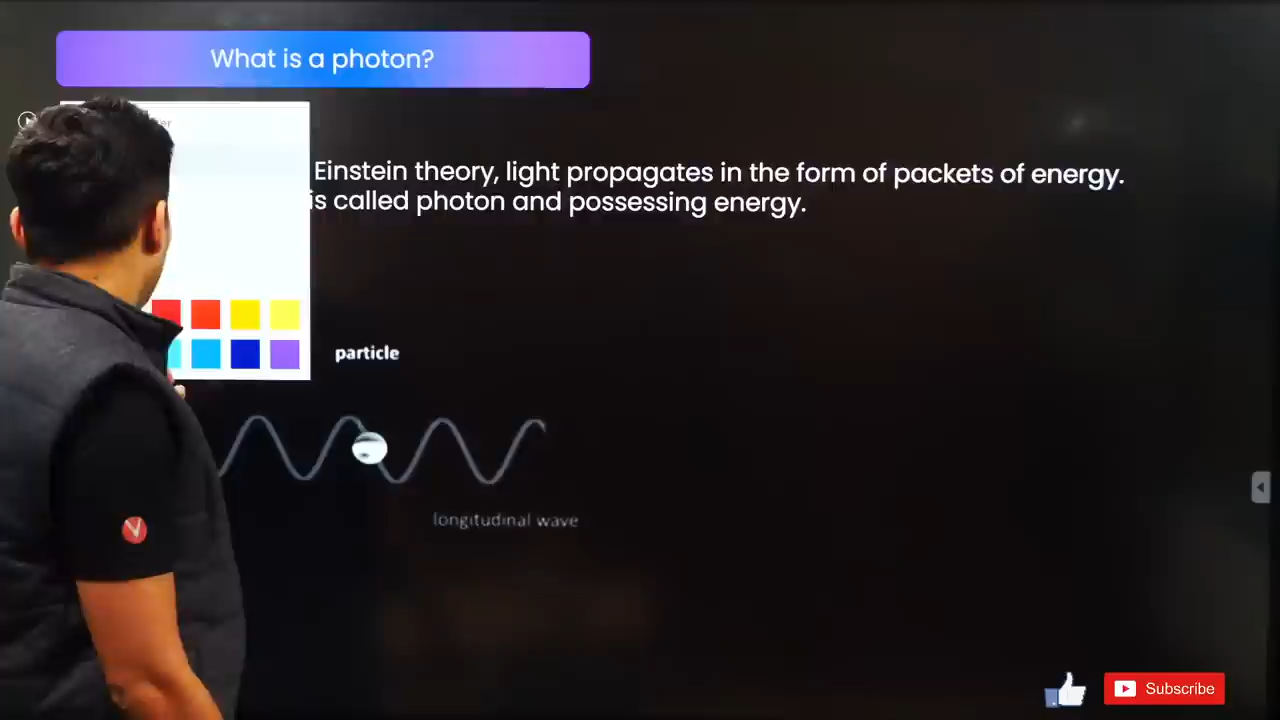 What is a photon?
er
Einstein theory, light propagates in the form of packets of energy.
is called photon and possessing energy.
particle
longitudinal wave
V
Subscribe